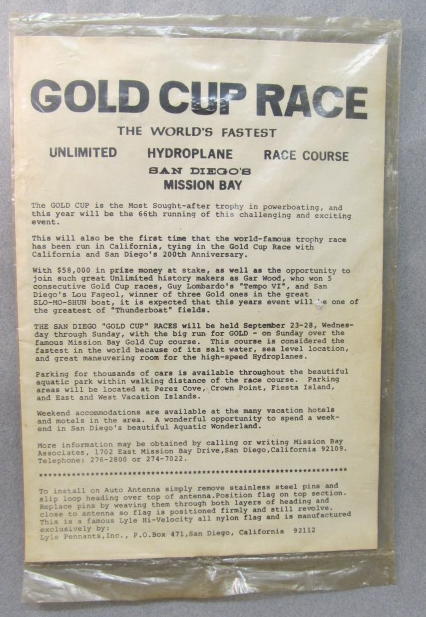 GOLD CUP RACE
THE WORLD'S FASTEST
UNLIMITED HYDROPLANE RACE COURSE
SAN DIEGO'S
MISSION BAY
The GOLD CUP is the Most Sought-after trophy in powerboating, and
this year will be the 66th running of this challenging and exciting
event.
This will also be the first time that the world-famous trophy race
has been run in California, tying in the Gold Cup Race with
California and San Diego's 200th Anniversary.
With $58,000 in prize money at stake, as well as the opportunity to
join such great Unlimited history makers as Gar Wood, who won 5
consecutive Gold Cup races, Guy Lombardo's "Tempo VI", and San
Diego's Lou Fageol, winner of three Gold ones in the great
SLO-MO-SHUN boat, it is expected that this years event will be one of
the greatest of "Thunderboat" fields.
THE SAN DIEGO "GOLD CUP" RACES will be held September 23-28, Wednes-
day through Sunday, with the big run for GOLD - on Sunday over the
famous Mission Bay Gold Cup course. This course is considered the
fastest in the world because of its salt water, sea level location,
and great maneuvering room for the high-speed Hydroplanes.
Parking for thousands of cars is available throughout the beautiful
aquatic park within walking distance of the race course. Parking
areas will be located at Perez Cove, Crown Point, Fiesta Island,
and East and West Vacation Islands.
Weekend accommodations are available at the many vacation hotels
and motels in the area. A wonderful opportunity to spend a week-
end in San Diego's beautiful Aquatic Wonderland.
More information may be obtained by calling or writing Mission Bay
Associates, 1702 East Mission Bay Drive,San Diego,California 92109.
Telephone: 276-2800 or 274-7022.
To install on Auto Antenna simply remove stainless steel pins and
slip loop heading over top of antenna.Position flag on top section.
Replace pins by weaving them through both layers of heading and
close to antenna so flag is positioned firmly and still revolve.
This is a famous Lyle Hi-Velocity all nylon flag and is manufactured
exclusively by:
Lyle Pennants,Inc., P.O.Box 471,San Diego, California 92112